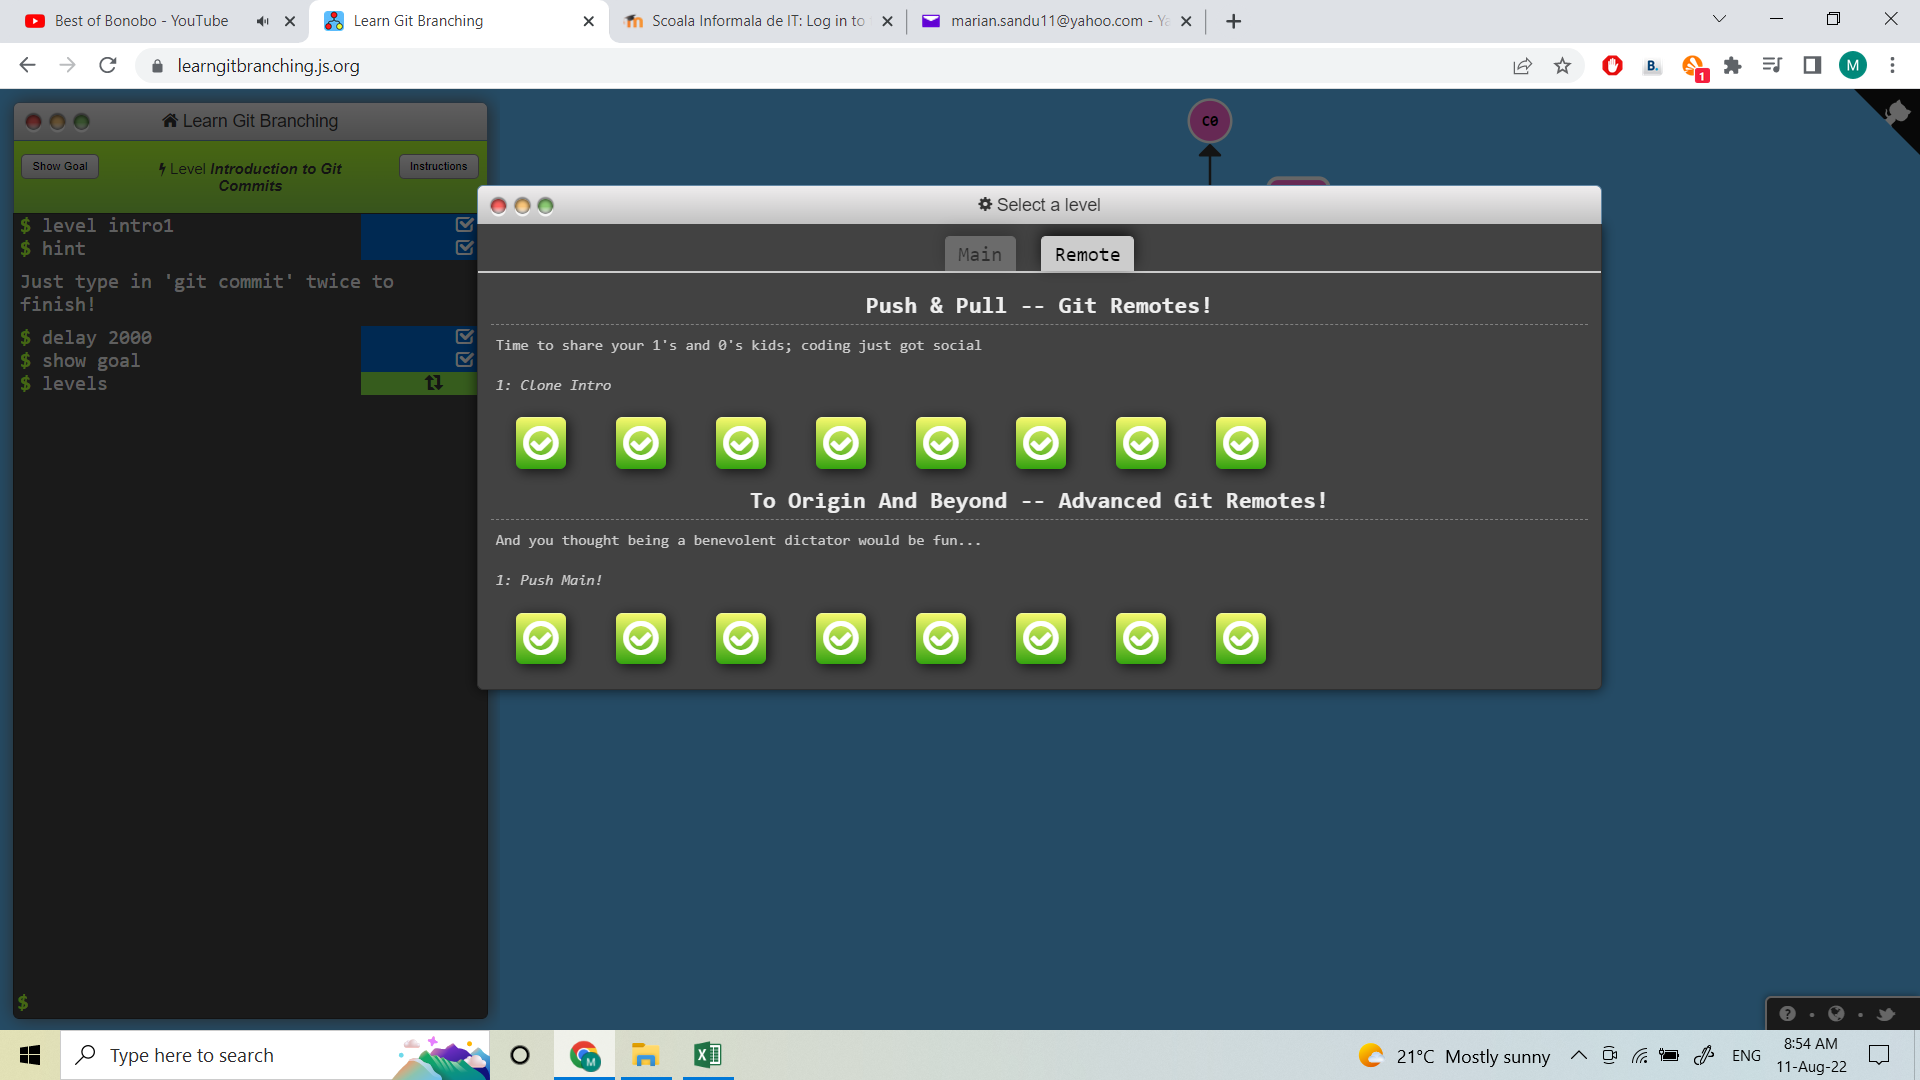 Best of Bonobo - YouTube
Learn Git Branching
Scoala Informala de IT: Log in to
marian.sandu11@yahoo.com - Ya
learngitbranching.js.org
B.
1
M
Learn Git Branching
Show Goal
Level Introduction to Git Commits
Instructions
$ level intro1
$ hint
Just type in 'git commit' twice to
finish!
$ delay 2000
$ show goal
$ levels
$
C0
Select a level
Main
Remote
Push & Pull -- Git Remotes!
Time to share your 1's and 0's kids; coding just got social
1: Clone Intro
To Origin And Beyond -- Advanced Git Remotes!
And you thought being a benevolent dictator would be fun...
1: Push Main!
Type here to search
M
21°C Mostly sunny
ENG
8:54 AM
11-Aug-22